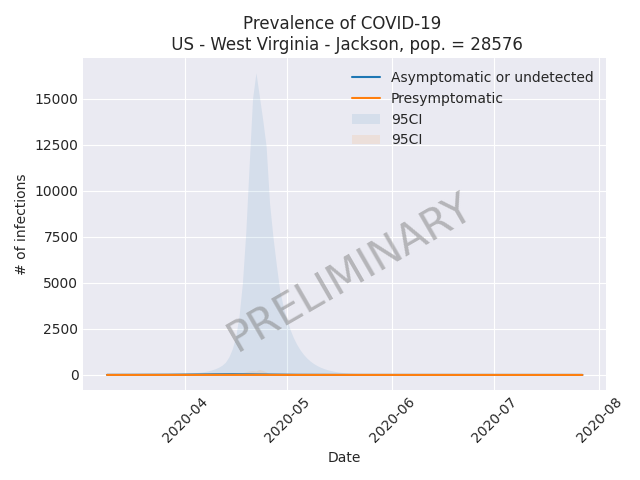 Prevalence of COVID-19
US - West Virginia - Jackson, pop. = 28576
Asymptomatic or undetected
Presymptomatic
95CI
95CI
# of infections
15000
12500
10000
7500
5000
2500
0
PRELIMINARY
2020-04
2020-05
2020-06
2020-07
2020-08
Date